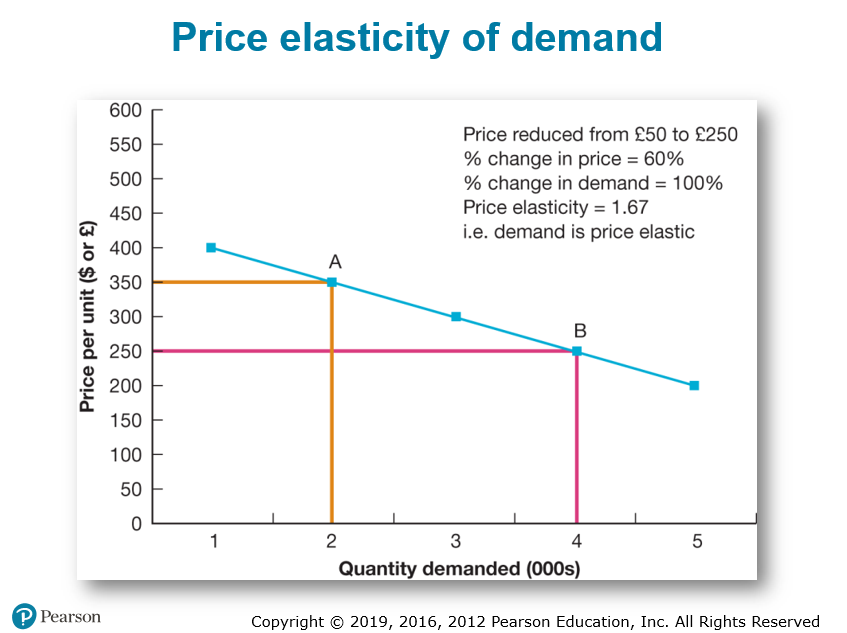 Price elasticity of demand
600
550
500
450
400
350
300
250
200
150
100
50
0
Price per unit ($ or £)
Price reduced from £50 to £250
% change in price = 60%
% change in demand = 100%
Price elasticity = 1.67
i.e. demand is price elastic
A
B
1 2 3 4 5
Quantity demanded (000s)
P Pearson
Copyright © 2019, 2016, 2012 Pearson Education, Inc. All Rights Reserved